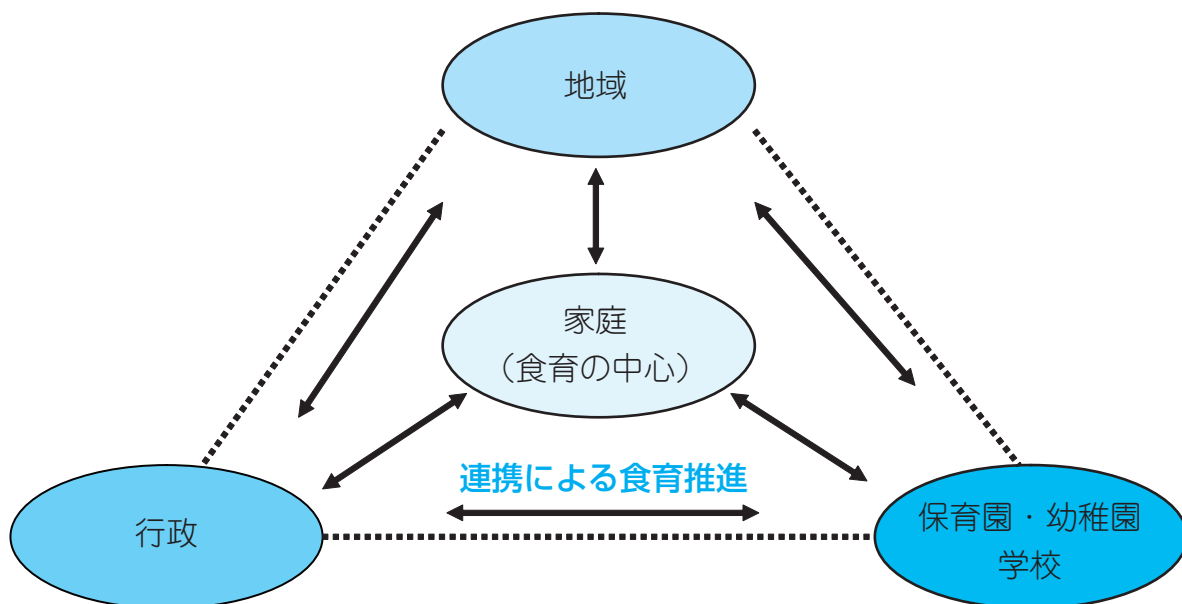 地域
家庭
（食育の中心）
連携による食育推進
行政
保育園・幼稚園
学校